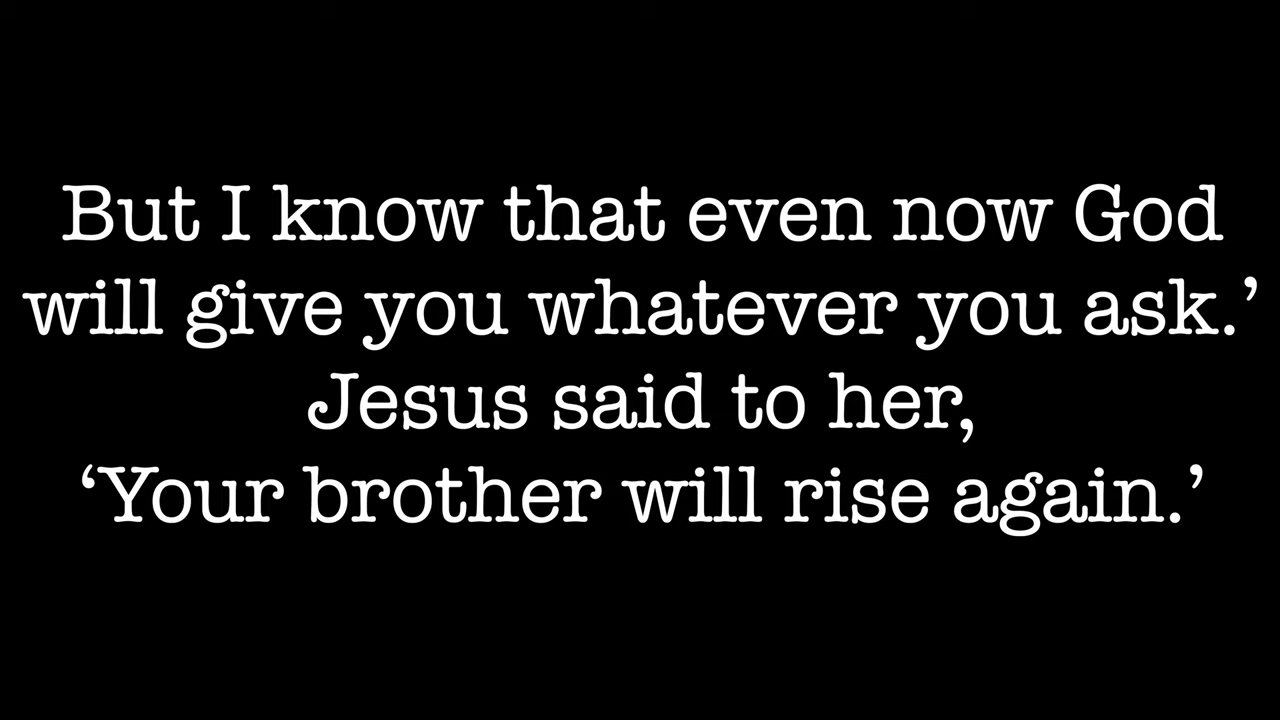 But I know that even now God
will give you whatever you ask.’
Jesus said to her,
‘Your brother will rise again.’